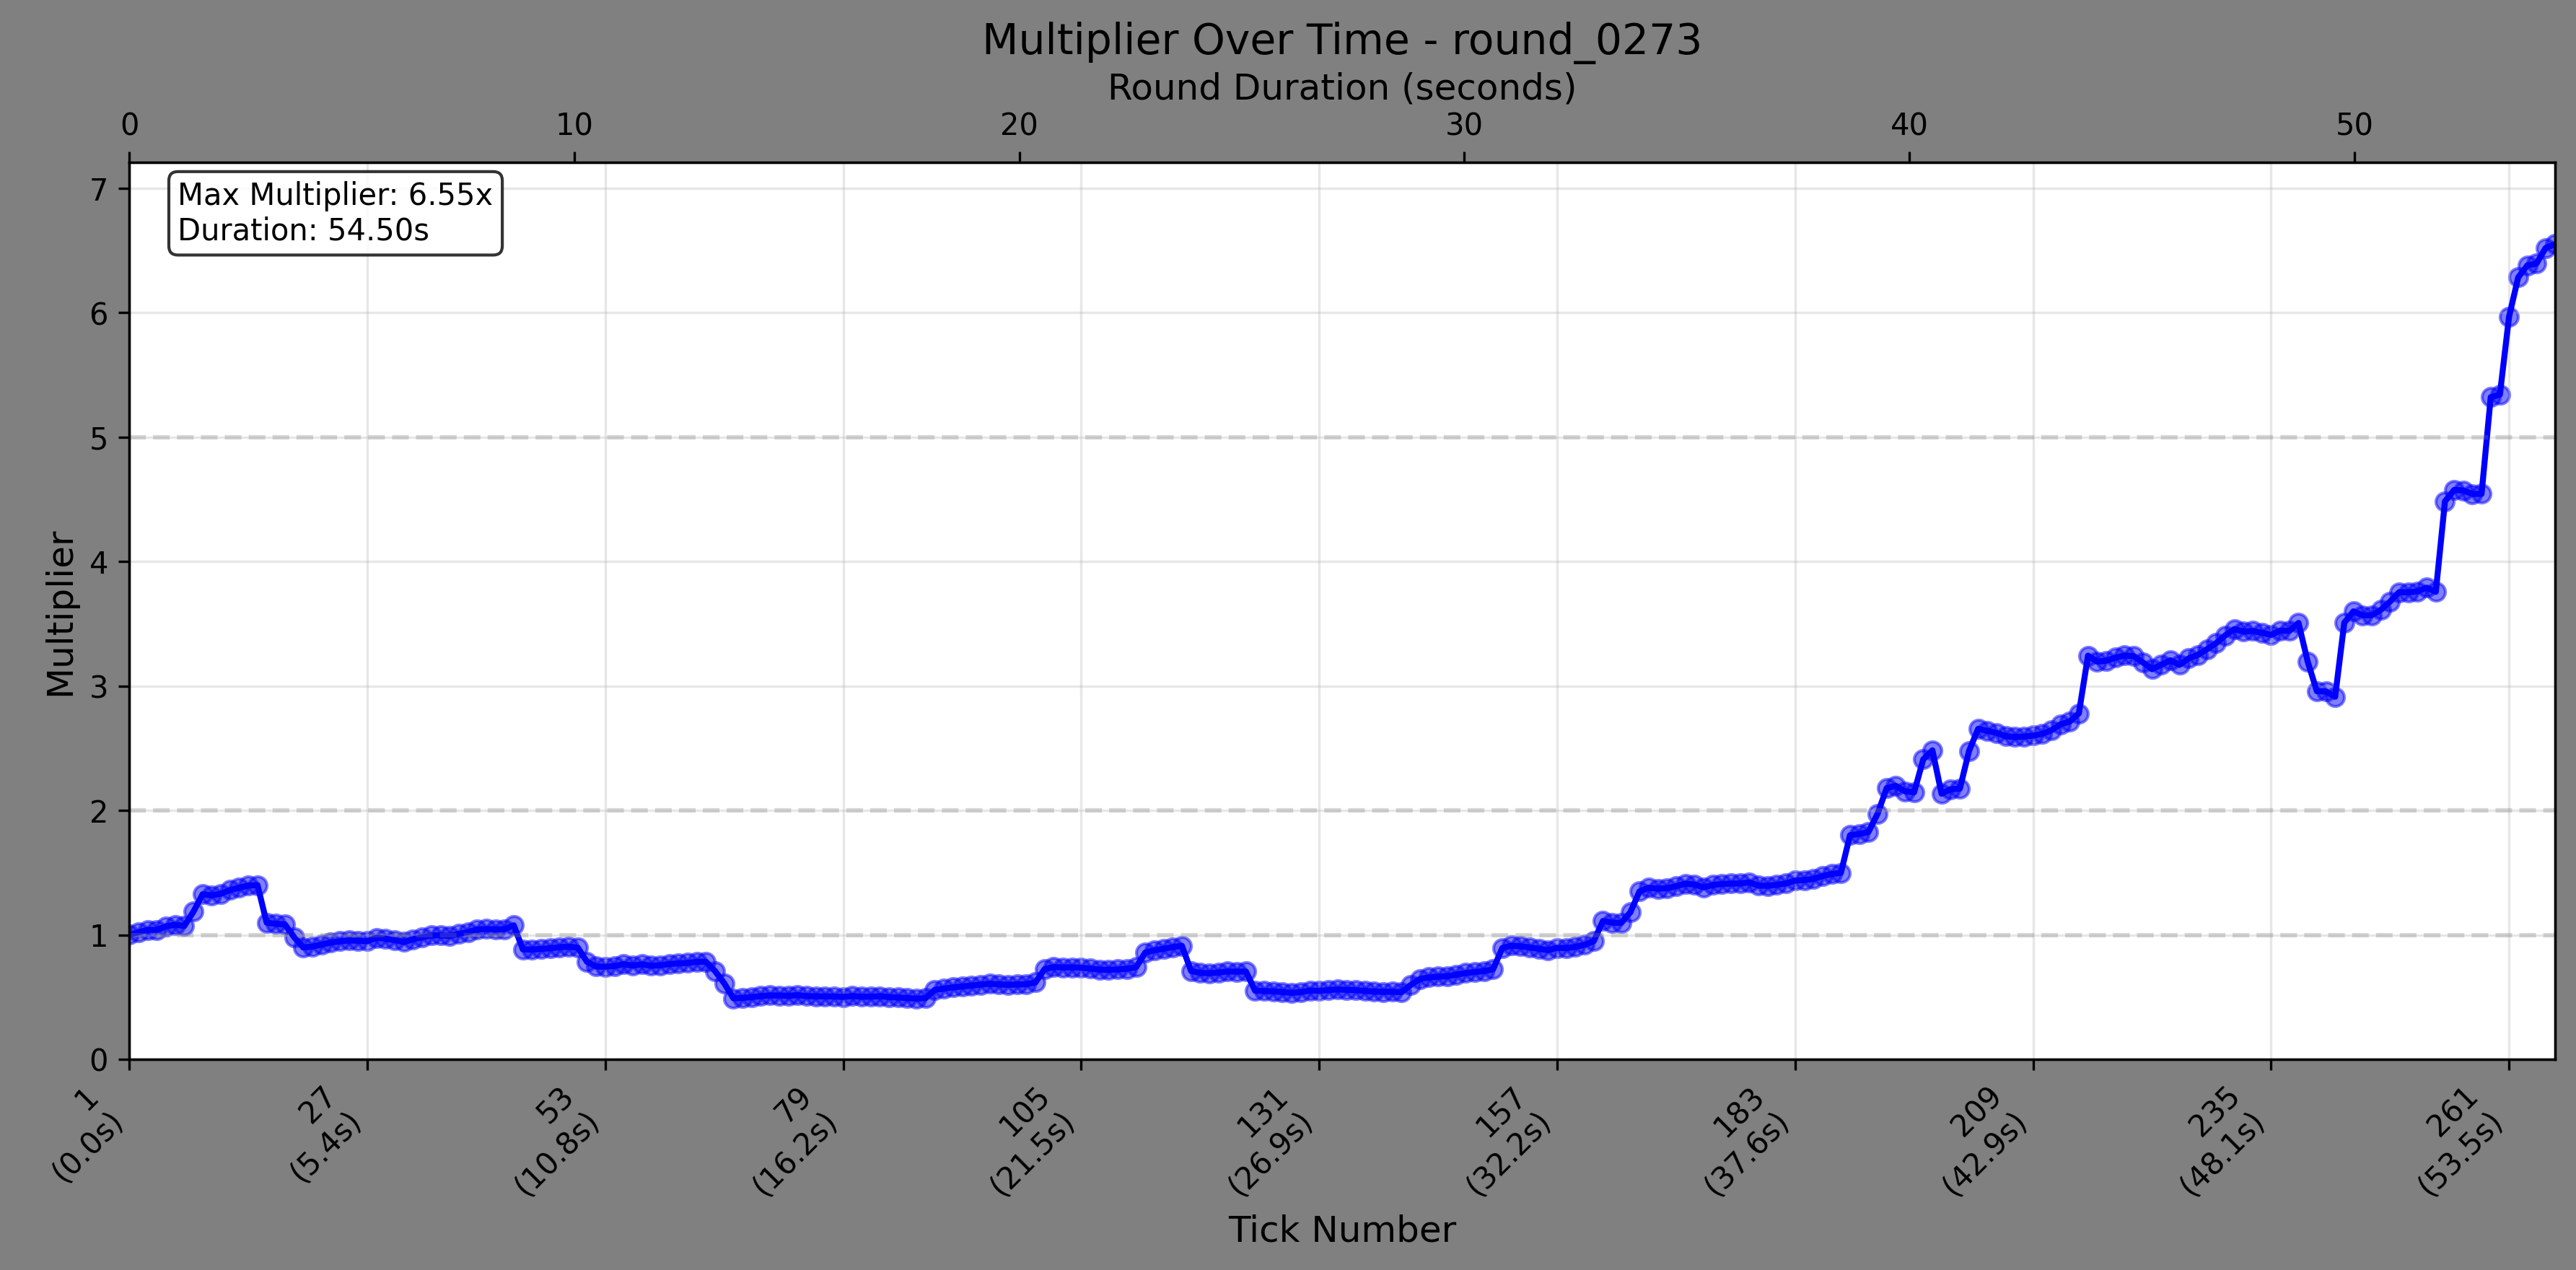 Multiplier Over Time - round_0273
Round Duration (seconds)
0 10 20 30 40 50
Max Multiplier: 6.55x
Duration: 54.50s
7
6
5
4
3
2
1
0
Multiplier
1
(0.0s)
27
(5.4s)
53
(10.8s)
79
(16.2s)
105
(21.5s)
131
(26.9s)
157
(32.2s)
183
(37.6s)
209
(42.9s)
235
(48.1s)
261
(53.5s)
Tick Number